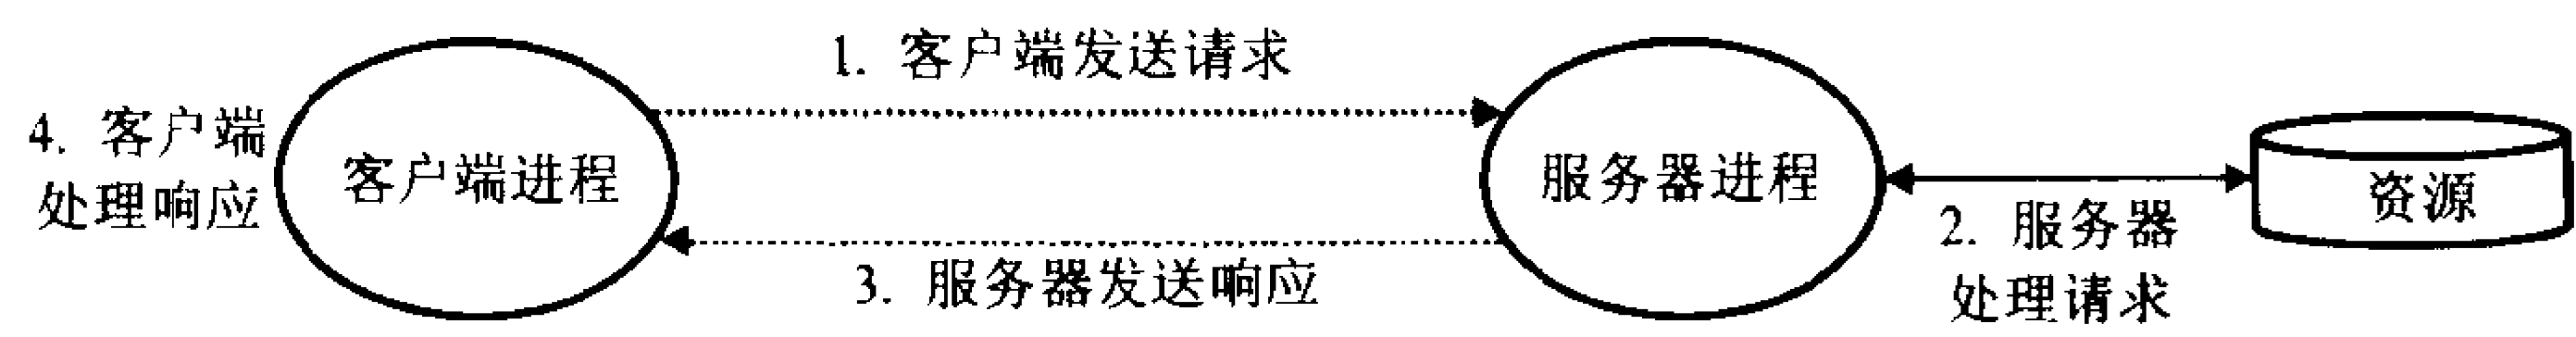 1. 客户端发送请求
4. 客户端
处理响应
客户端进程
服务器进程
资源
2. 服务器
处理请求
3. 服务器发送响应